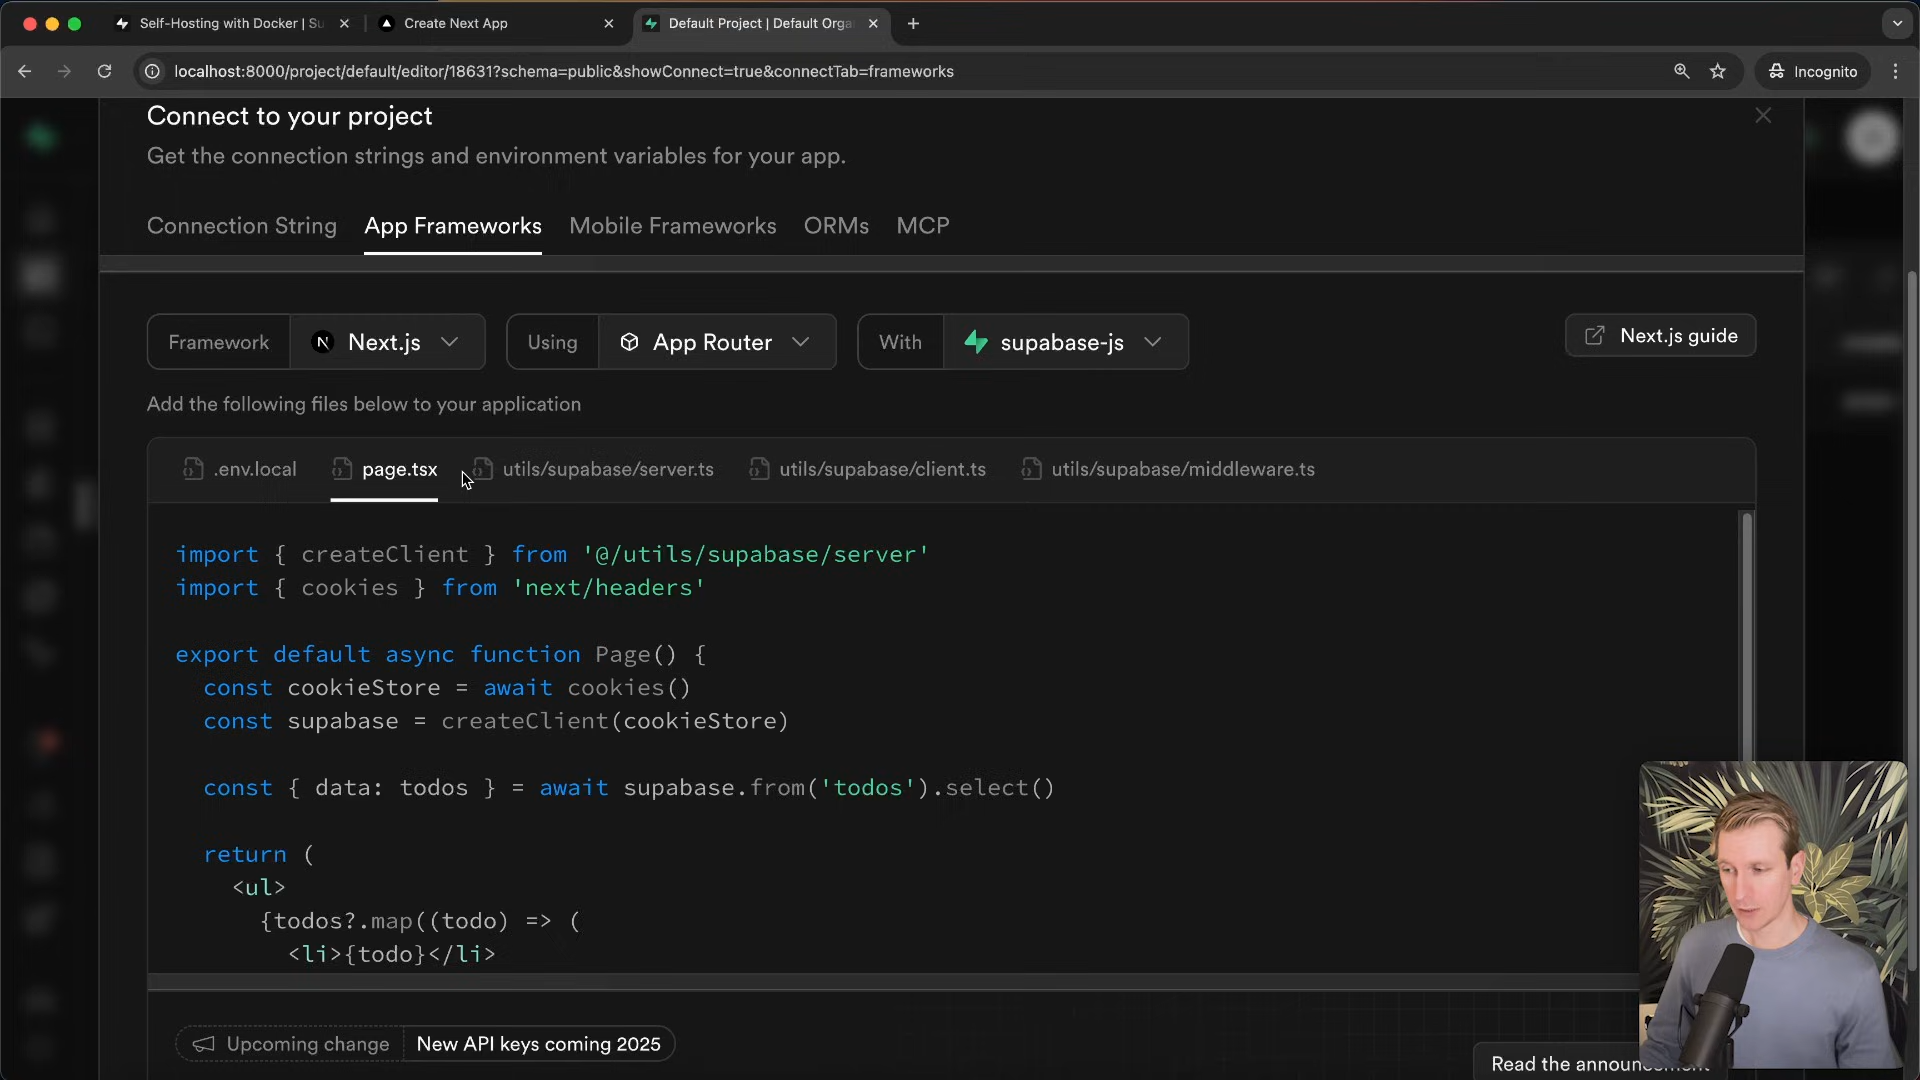 Self-Hosting with Docker | Su
Create Next App
Default Project | Default Orga
localhost:8000/project/default/editor/18631?schema=public&showConnect=true&connectTab=frameworks
Incognito
Connect to your project
Get the connection strings and environment variables for your app.
Connection String
App Frameworks
Mobile Frameworks
ORMs
MCP
Framework
Next.js
Using
App Router
With
supabase-js
Next.js guide
Add the following files below to your application
.env.local
page.tsx
utils/supabase/server.ts
utils/supabase/client.ts
utils/supabase/middleware.ts
import { createClient } from '@/utils/supabase/server'
import { cookies } from 'next/headers'
export default async function Page() {
const cookieStore = await cookies()
const supabase = createClient(cookieStore)
const { data: todos } = await supabase.from('todos').select()
return (
<ul>
{todos?.map((todo) => (
<li>{todo}</li>
Upcoming change
New API keys coming 2025
Read the announcement